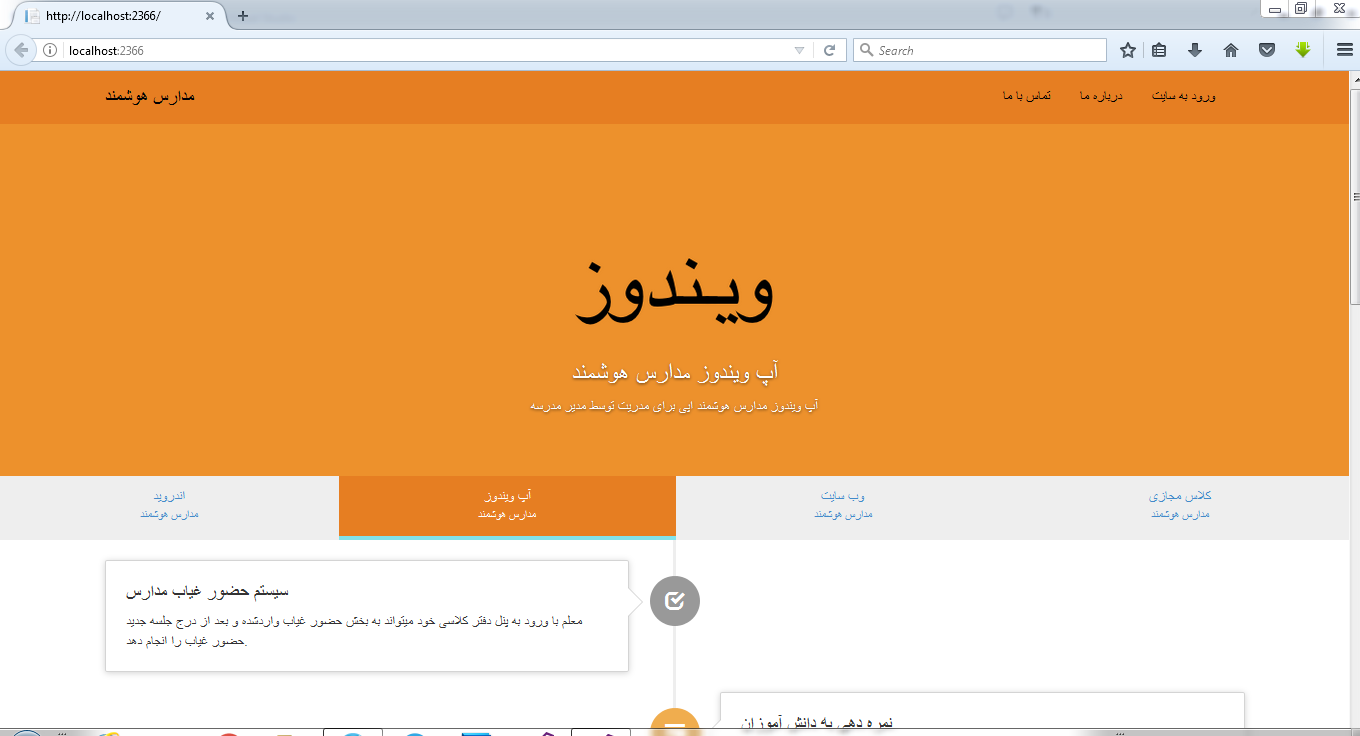 http://localhost:2366/
localhost:2366
Search
مدارس هوشمند
ورود به سایت
درباره ما
تماس با ما
ویندوز
آپ ویندوز مدارس هوشمند
آپ ویندوز مدارس هوشمند اپی برای مدریت توسط مدیر مدرسه
اندروید
مدارس هوشمند
آپ ویندوز
مدارس هوشمند
وب سایت
مدارس هوشمند
کلاس مجازی
مدارس هوشمند
سیستم حضور غیاب مدارس
معلم با ورود به پنل دفتر کلاسی خود میتواند به بخش حضور غیاب واردشده و بعد از درج جلسه جدید
حضور غیاب را انجام دهد.
نمره دهی به دانش آموزان